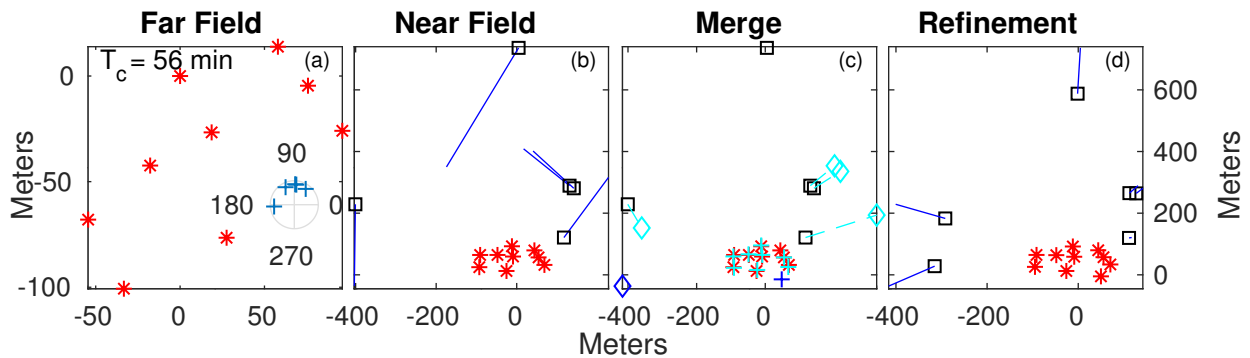 Far Field
Near Field
Merge
Refinement
T_c = 56 min
(a)
(b)
(c)
(d)
0
-50
-100
Meters
90
180
0
270
600
400
200
0
Meters
-50
0
50
-400
-200
0
-400
-200
0
-400
-200
0
Meters